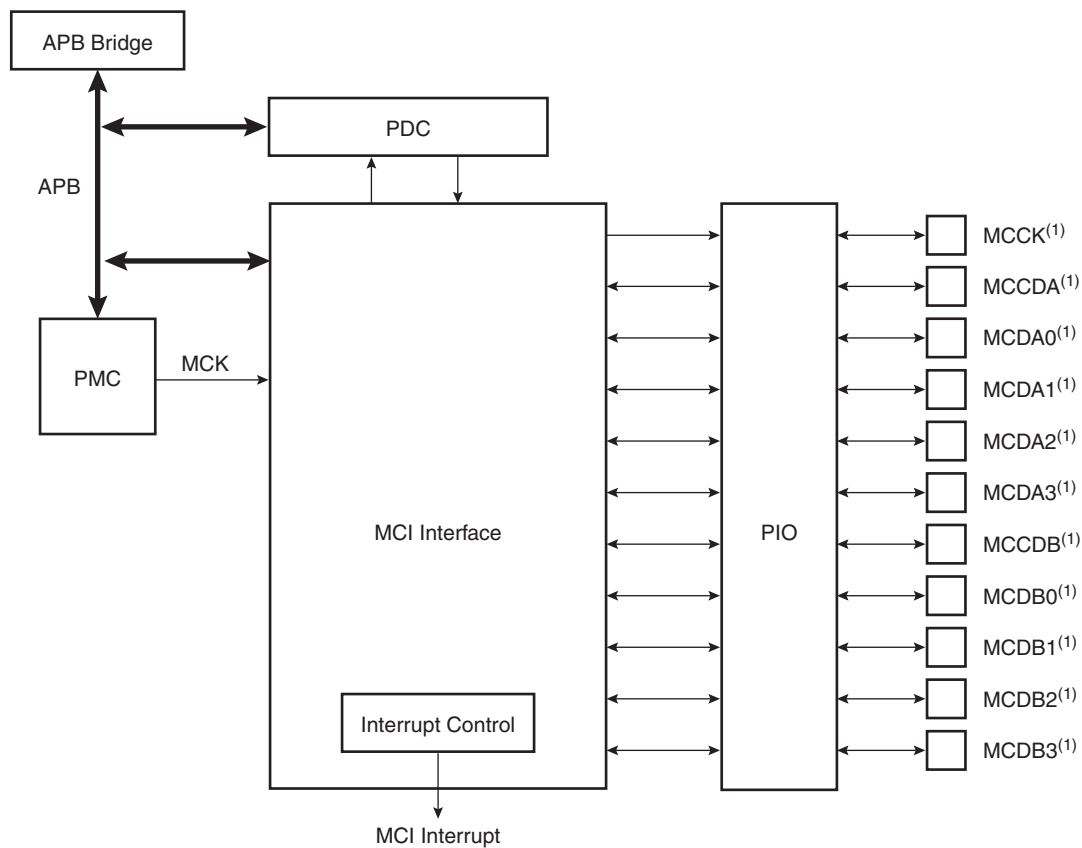 APB Bridge
PDC
APB
MCCK(1)
MCCDA(1)
MCDA0(1)
MCK
PMC
MCDA1(1)
MCDA2(1)
MCDA3(1)
MCI Interface
PIO
MCCDB(1)
MCDB0(1)
MCDB1(1)
MCDB2(1)
Interrupt Control
MCDB3(1)
MCI Interrupt